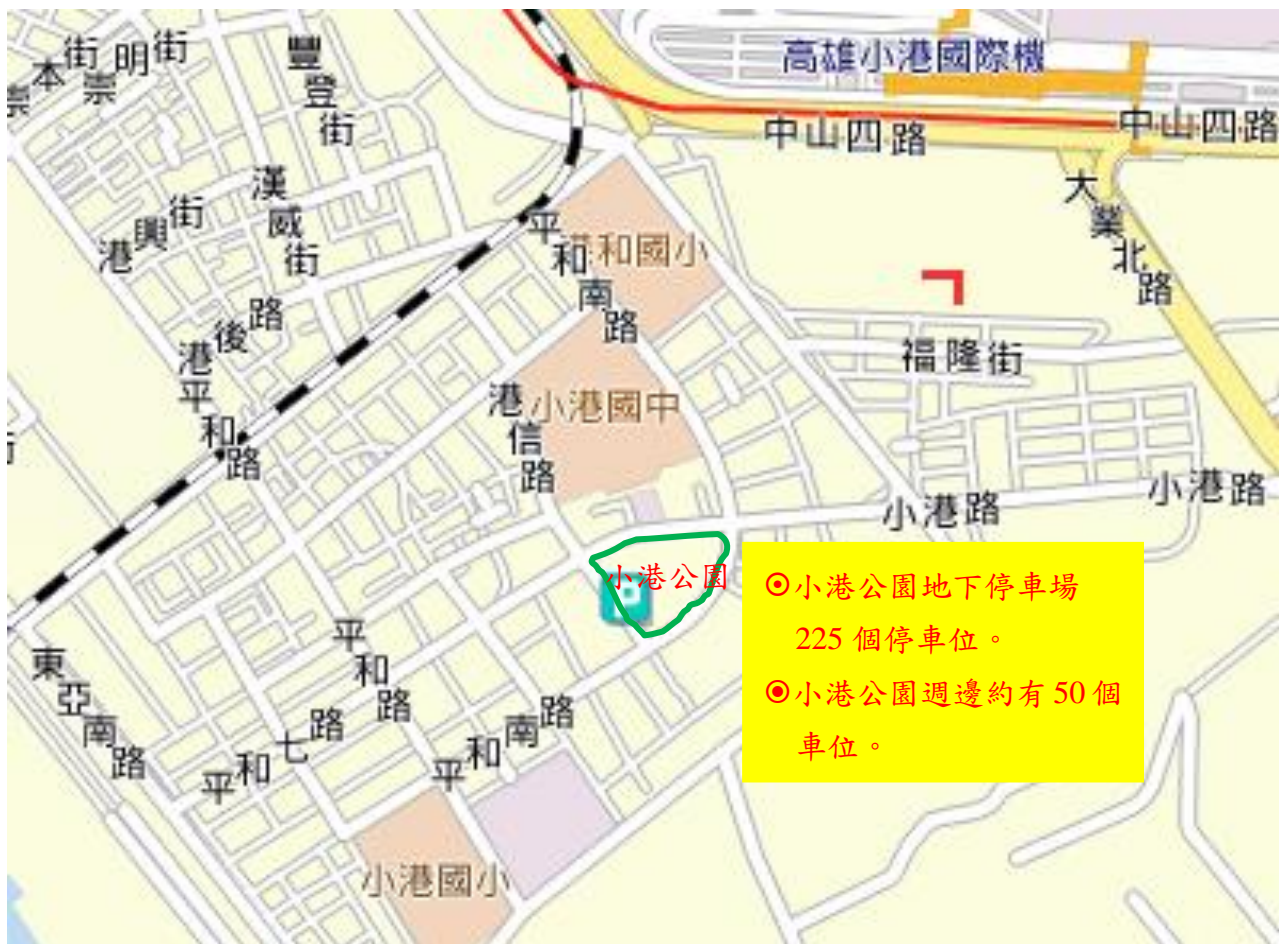 本街
崇
明街
崇
豐登街
高雄小港國際機
中山四路
中山四路
大業北路
漢威街
港興街
港後路
平和南路
港和國小
平和路
福隆街
港信路
小港國中
小港路
小港路
小港公園
⊙小港公園地下停車場
225 個停車位。
⊙小港公園週邊約有 50 個
車位。
平和路
東亞南路
平和七路
平和南路
小港國小